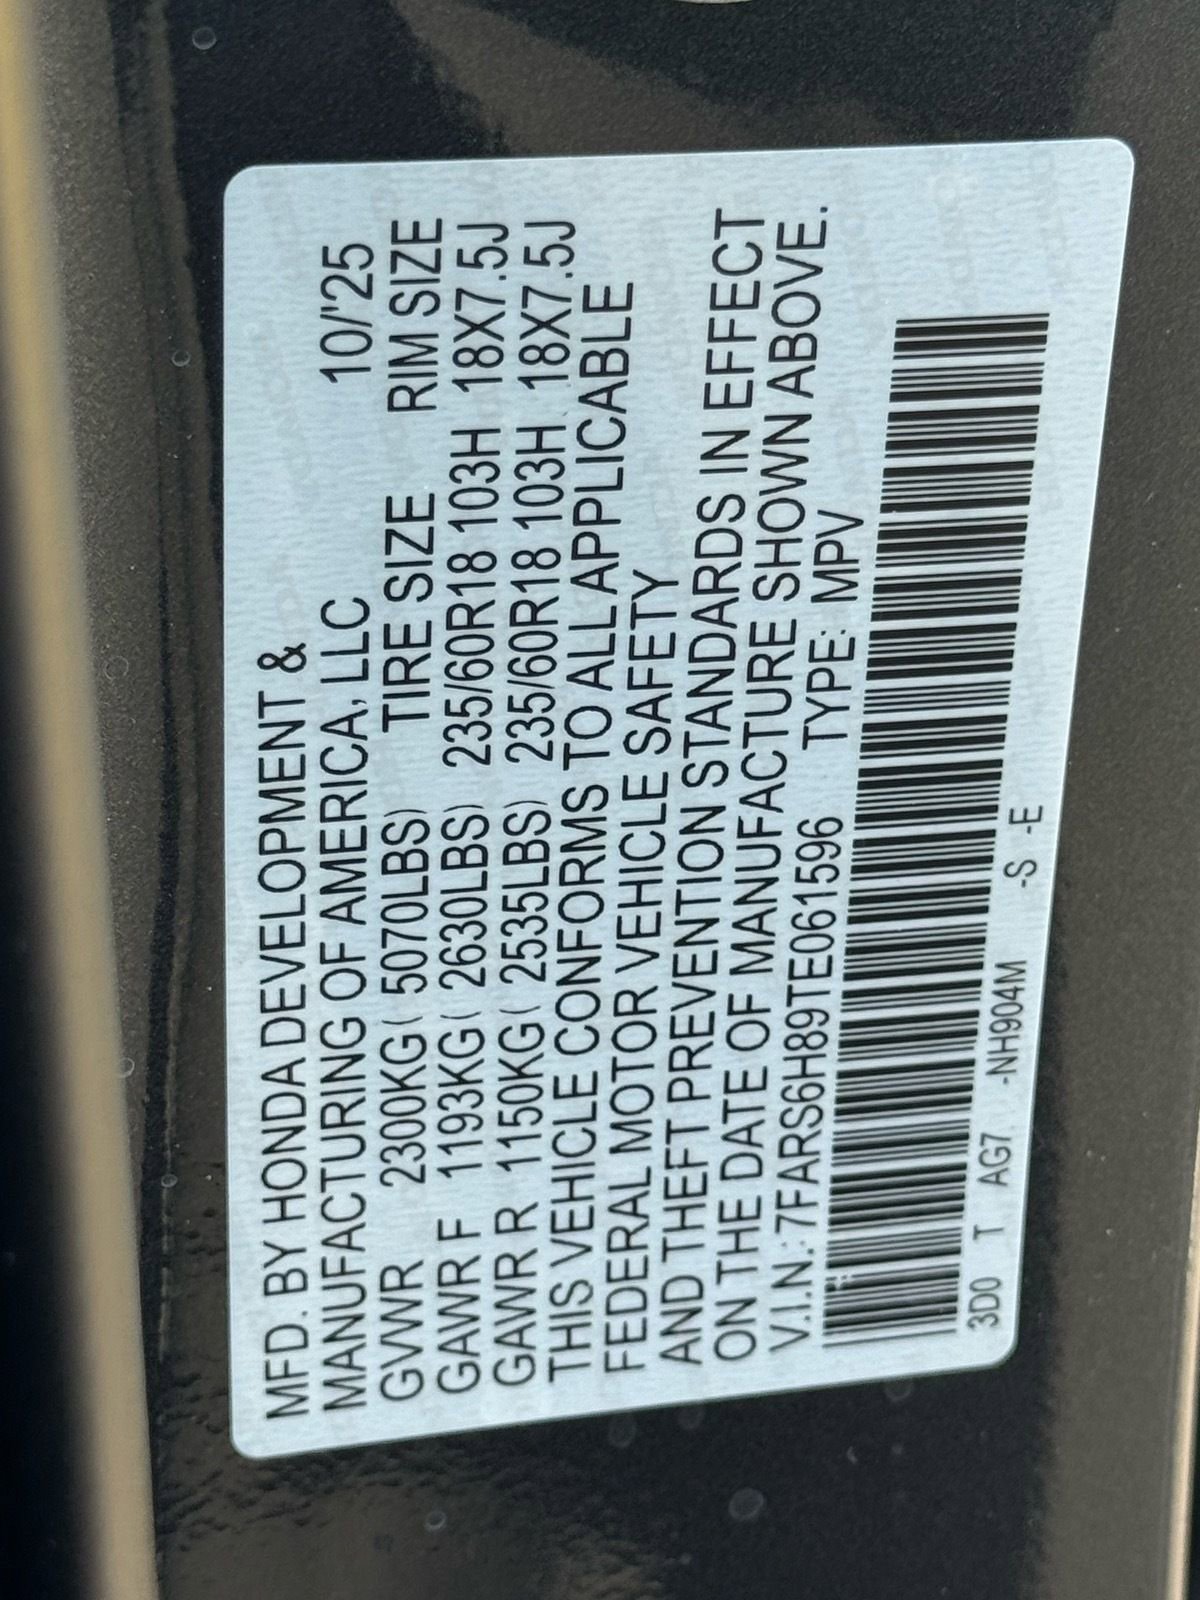 MFD. BY HONDA DEVELOPMENT &
MANUFACTURING OF AMERICA, LLC 10/'25
GVWR 2300KG( 5070LBS) TIRE SIZE RIM SIZE
GAWR F 1193KG( 2630LBS) 235/60R18 103H 18X7.5J
GAWR R 1150KG( 2535LBS) 235/60R18 103H 18X7.5J
THIS VEHICLE CONFORMS TO ALL APPLICABLE
FEDERAL MOTOR VEHICLE SAFETY
AND THEFT PREVENTION STANDARDS IN EFFECT
ON THE DATE OF MANUFACTURE SHOWN ABOVE.
V.I.N.:7FARS6H89TE061596 TYPE: MPV
3D0 T AG7 -NH904M -S -E